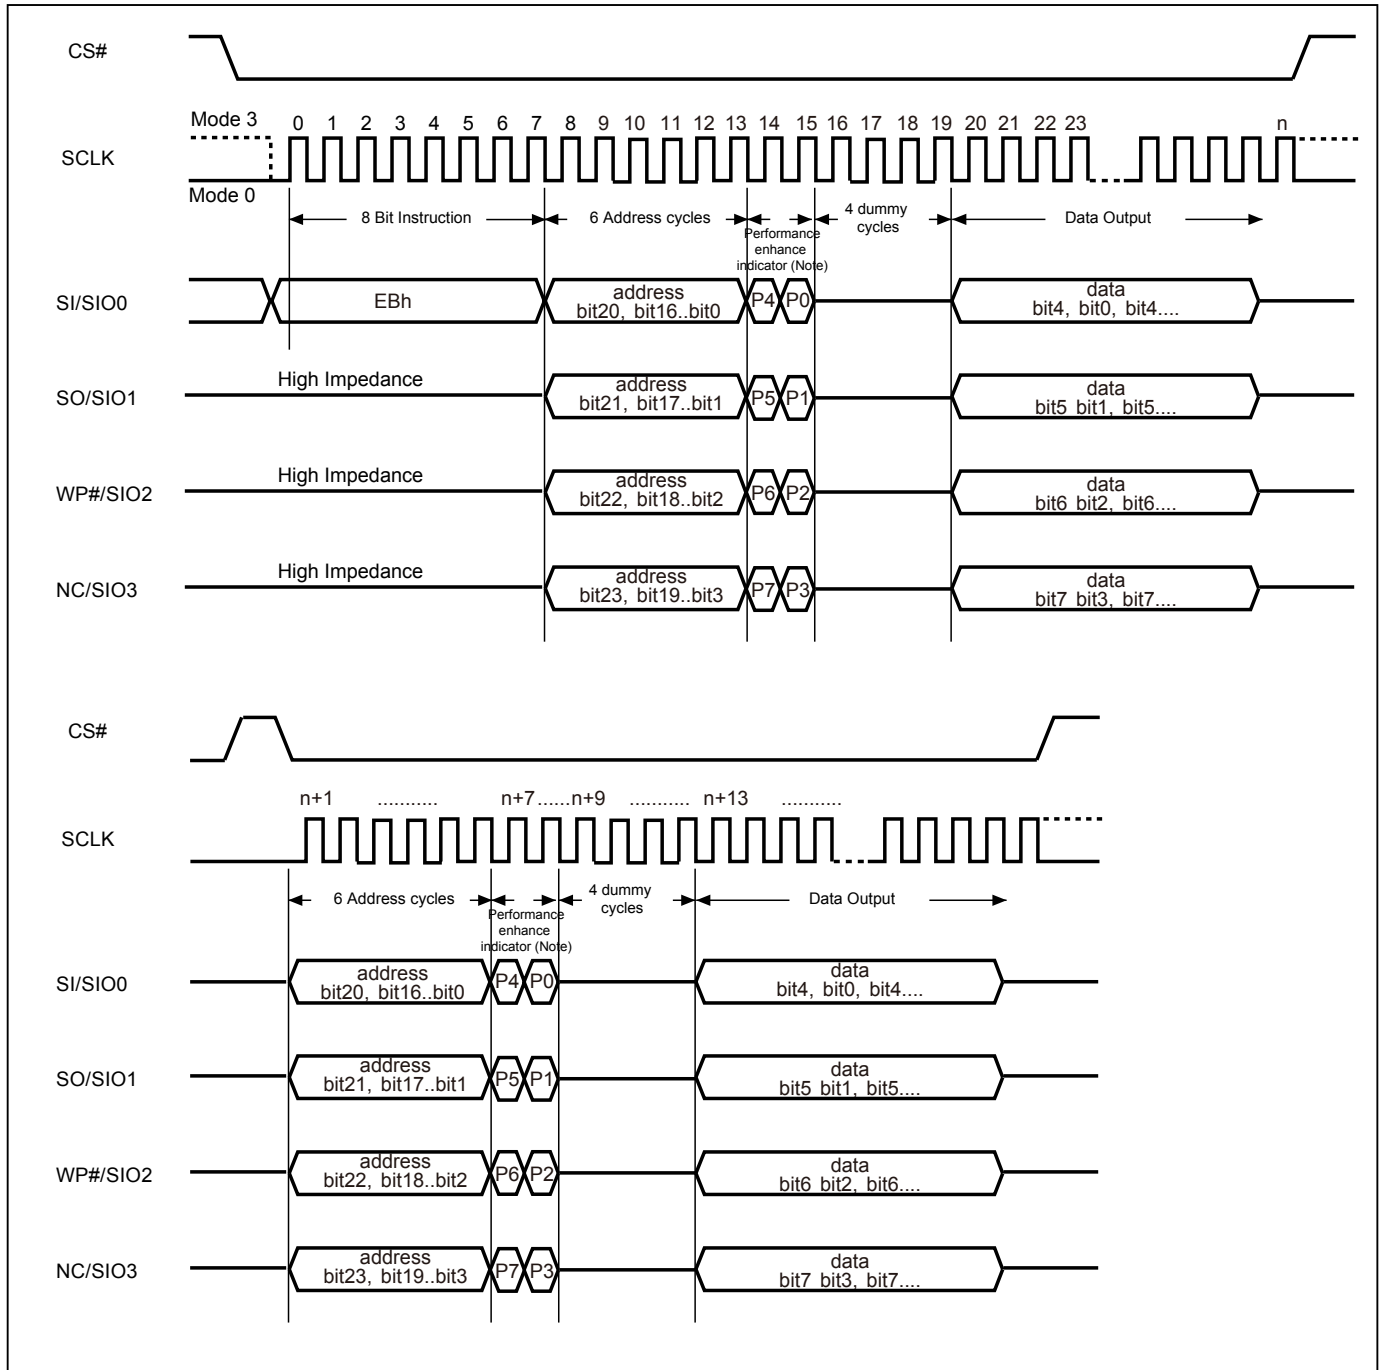 CS#
Mode 3
0 1 2 3 4 5 6 7 8 9 10 11 12 13 14 15 16 17 18 19 20 21 22 23 n
SCLK
Mode 0
8 Bit Instruction
6 Address cycles
Performance
enhance
indicator (Note)
4 dummy
cycles
Data Output
SI/SIO0
EBh
address
bit20, bit16..bit0
P4 P0
data
bit4, bit0, bit4....
SO/SIO1
High Impedance
address
bit21, bit17..bit1
P5 P1
data
bit5 bit1, bit5....
WP#/SIO2
High Impedance
address
bit22, bit18..bit2
P6 P2
data
bit6 bit2, bit6....
NC/SIO3
High Impedance
address
bit23, bit19..bit3
P7 P3
data
bit7 bit3, bit7....
CS#
n+1 ........... n+7......n+9 ........... n+13 ...........
SCLK
6 Address cycles
Performance
enhance
indicator (Note)
4 dummy
cycles
Data Output
SI/SIO0
address
bit20, bit16..bit0
P4 P0
data
bit4, bit0, bit4....
SO/SIO1
address
bit21, bit17..bit1
P5 P1
data
bit5 bit1, bit5....
WP#/SIO2
address
bit22, bit18..bit2
P6 P2
data
bit6 bit2, bit6....
NC/SIO3
address
bit23, bit19..bit3
P7 P3
data
bit7 bit3, bit7....